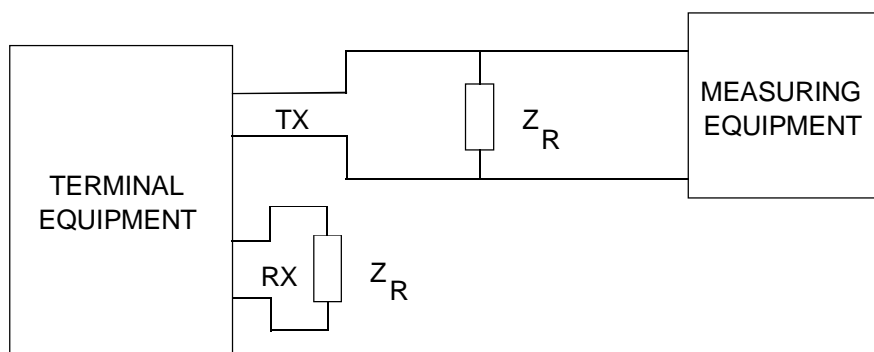 MEASURING
EQUIPMENT
TX
Z
R
TERMINAL
EQUIPMENT
RX
Z
R